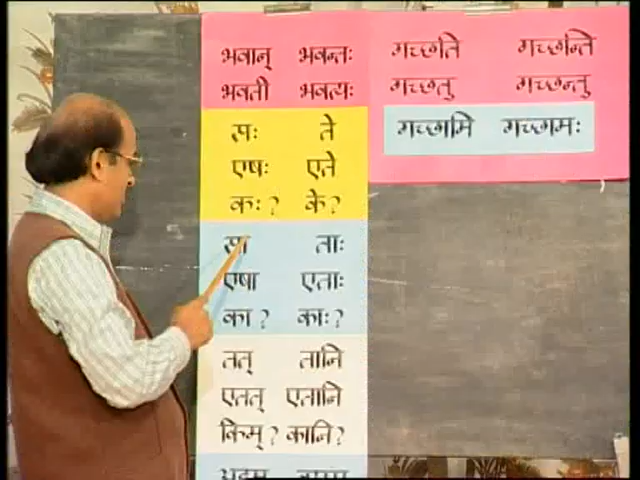 भवान् भवन्तः
भवती भवत्यः
सः ते
एषः एते
कः? के?
सा ताः
एषा एताः
का? काः?
तत् तानि
एतत् एतानि
किम्? कानि?
गच्छति गच्छन्ति
गच्छतु गच्छन्तु
गच्छामि गच्छामः